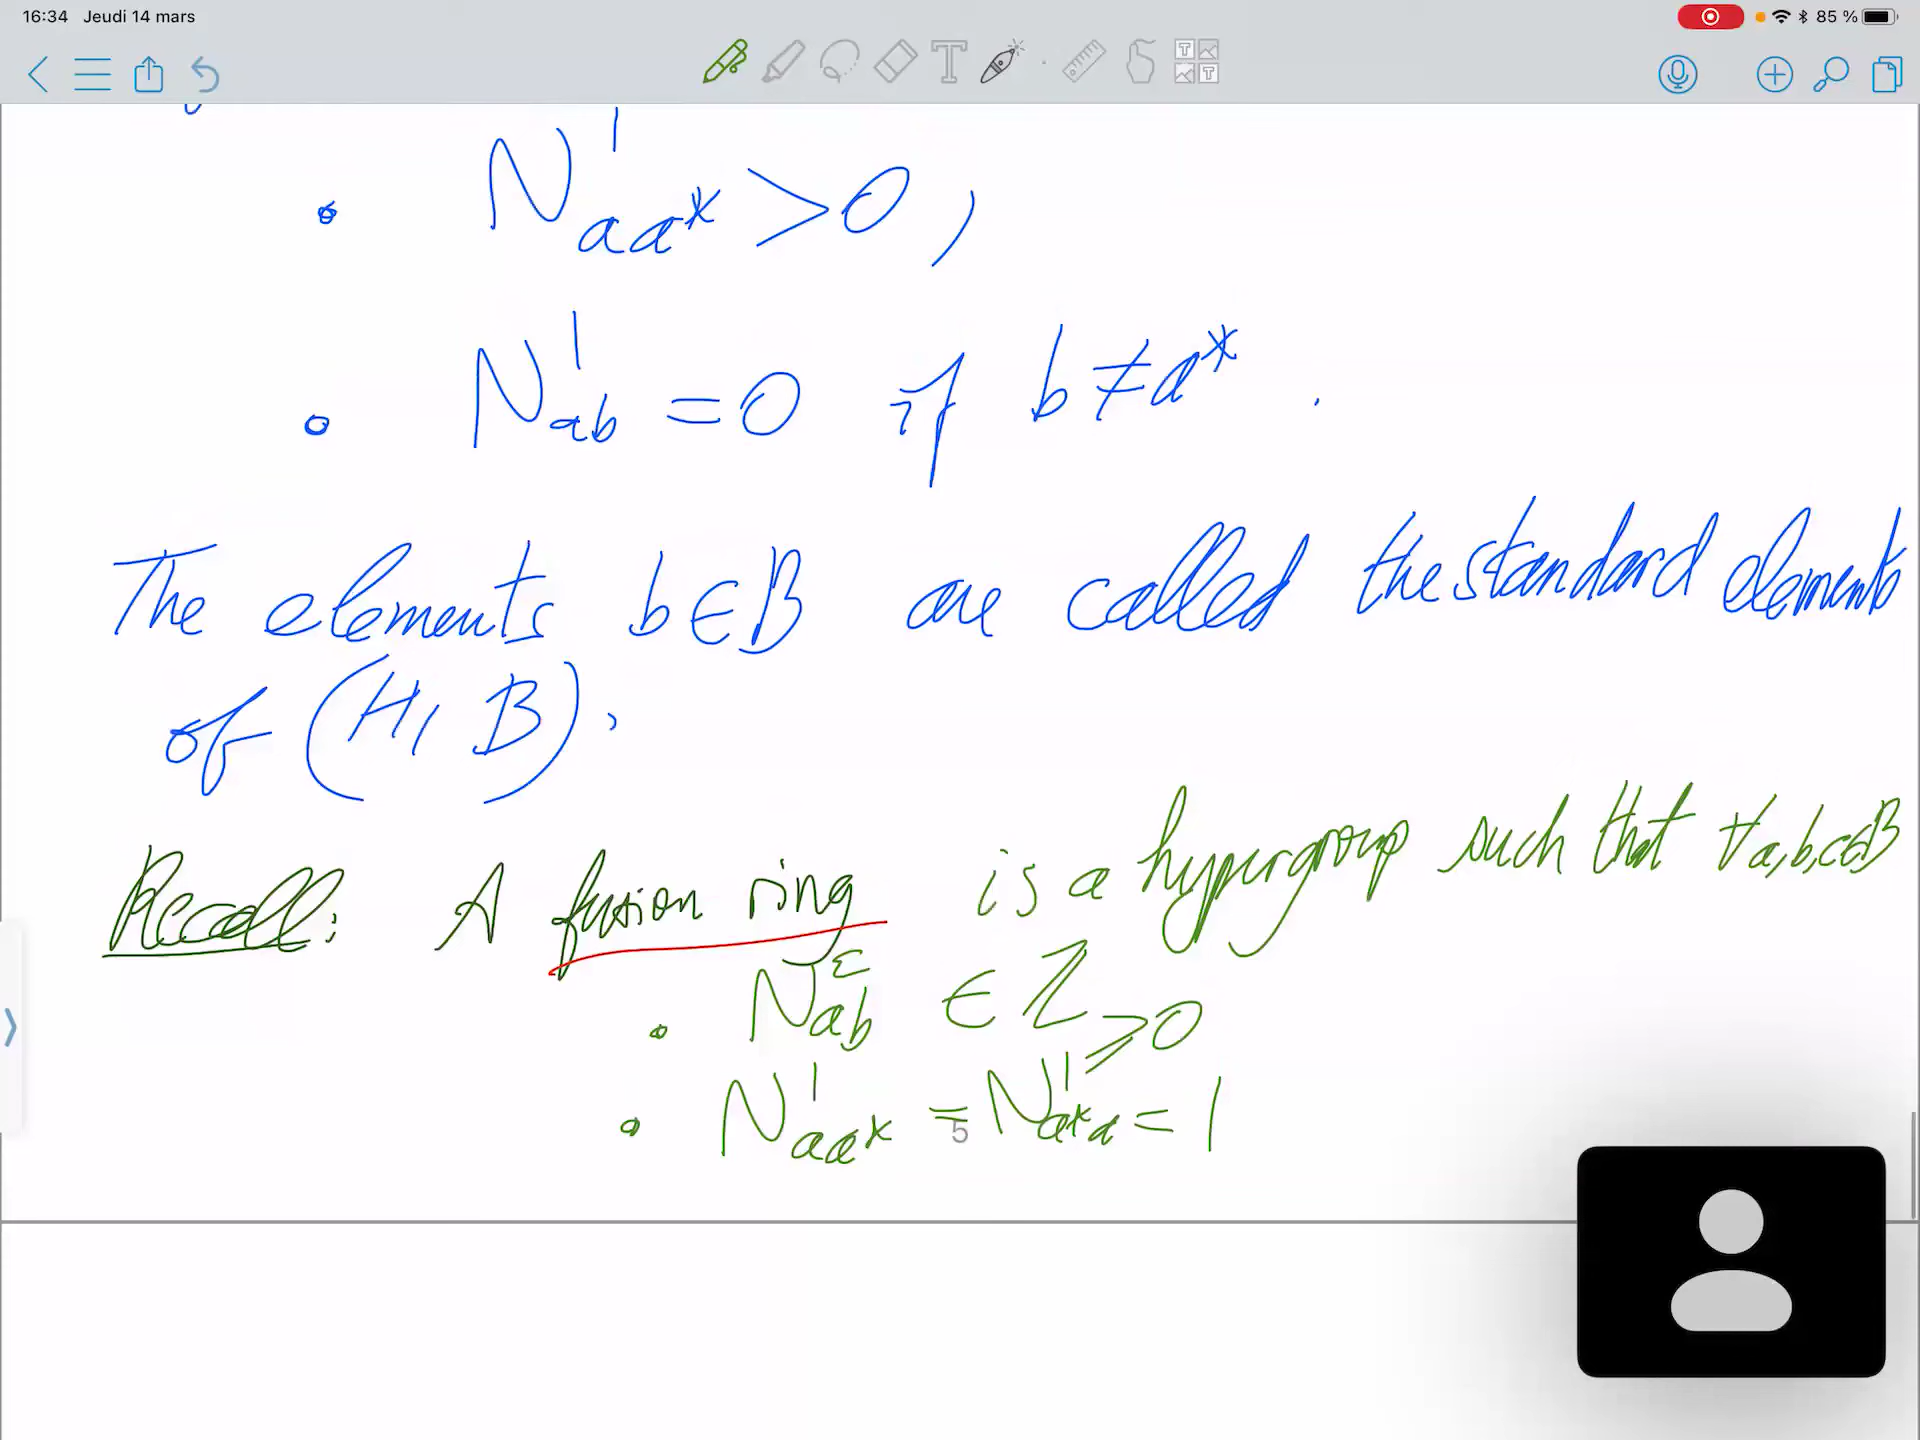 16:34 Jeudi 14 mars 85 %
N^1_{aa*} > 0,
N^1_{ab} = 0 if b ≠ a*.
The elements b ∈ B are called the standard elements
of (H, B).
Recall: A fusion ring is a hypergroup such that ∀a,b,c∈B
• N^c_{ab} ∈ ℤ_{≥0}
• N^1_{aa*} = N^1_{a*a} = 1
5